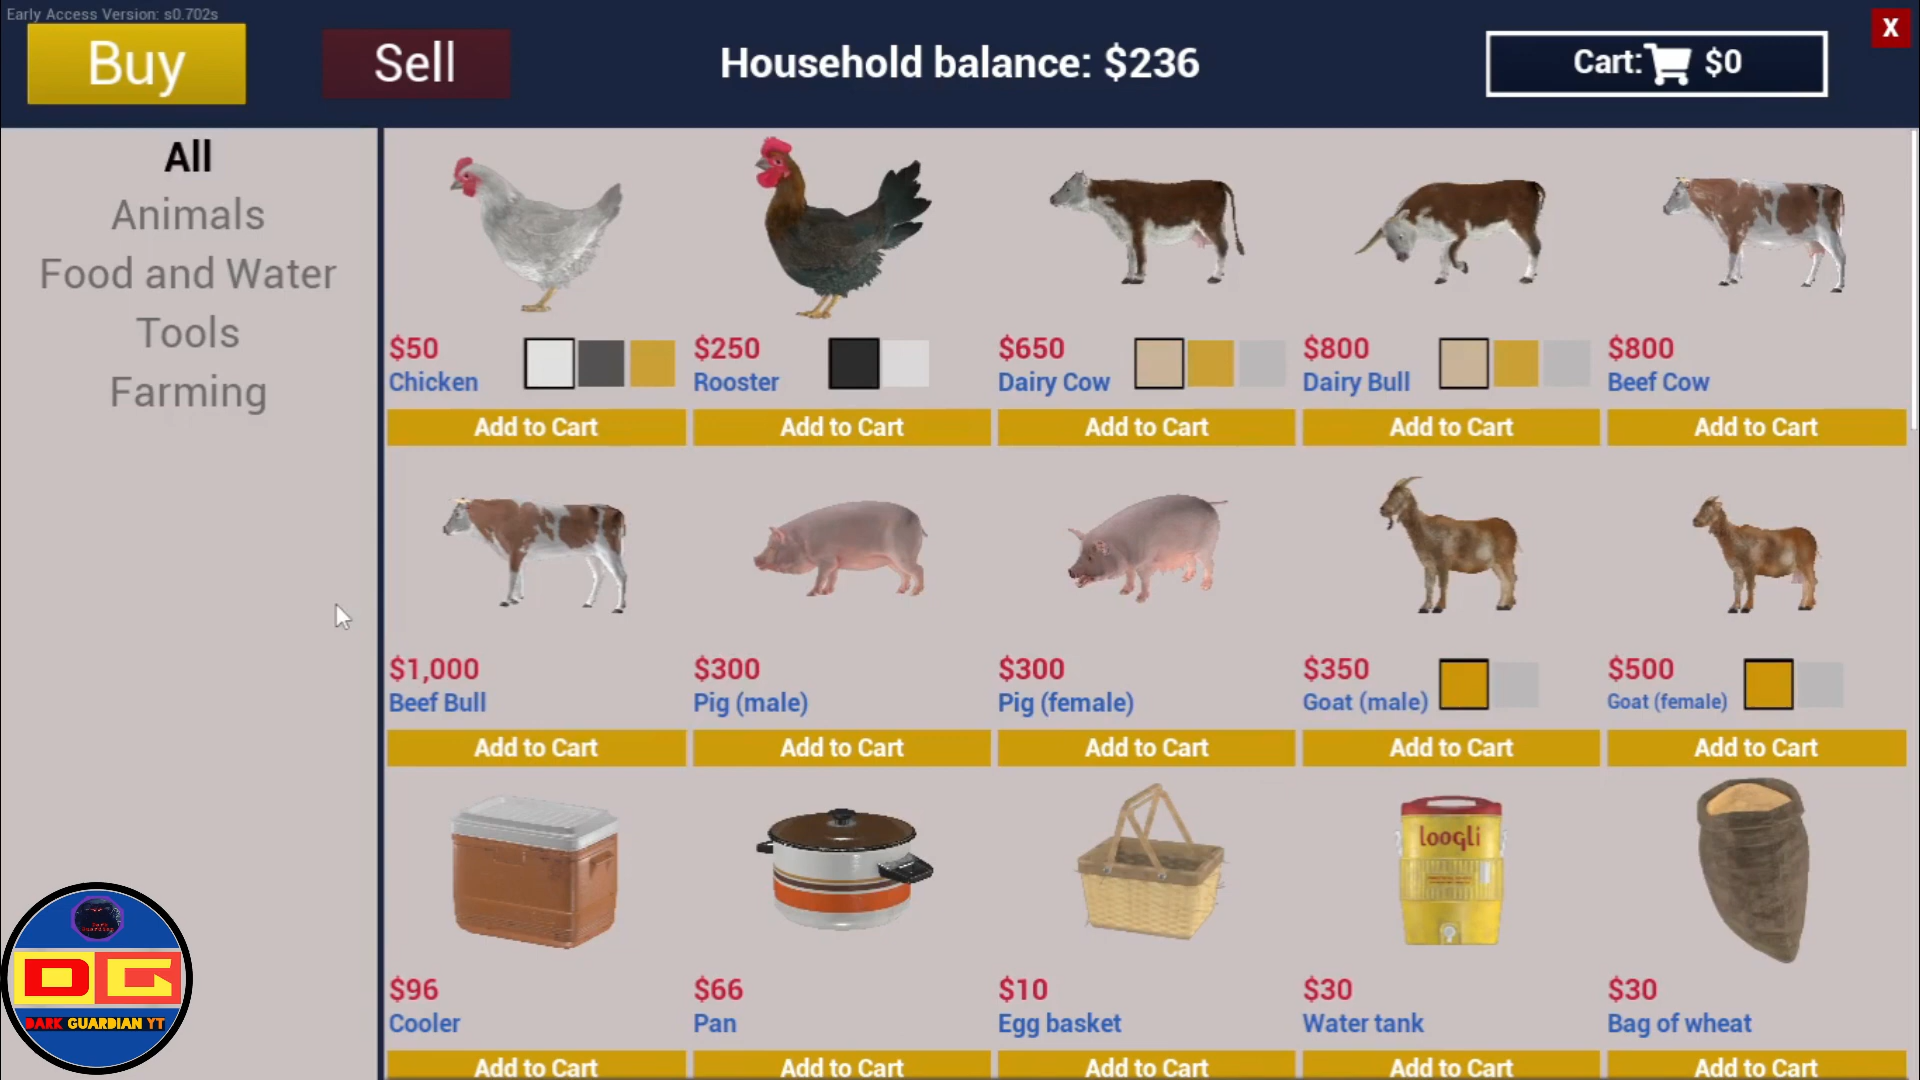 Early Access Version: s0.702s
Buy
Sell
Household balance: $236
Cart: $0
X
All
Animals
Food and Water
Tools
Farming
$50
Chicken
Add to Cart
$250
Rooster
Add to Cart
$650
Dairy Cow
Add to Cart
$800
Dairy Bull
Add to Cart
$800
Beef Cow
Add to Cart
$1,000
Beef Bull
Add to Cart
$300
Pig (male)
Add to Cart
$300
Pig (female)
Add to Cart
$350
Goat (male)
Add to Cart
$500
Goat (female)
Add to Cart
$96
Cooler
Add to Cart
$66
Pan
Add to Cart
$10
Egg basket
Add to Cart
loogli
$30
Water tank
Add to Cart
$30
Bag of wheat
Add to Cart
DG
DARK GUARDIAN YT